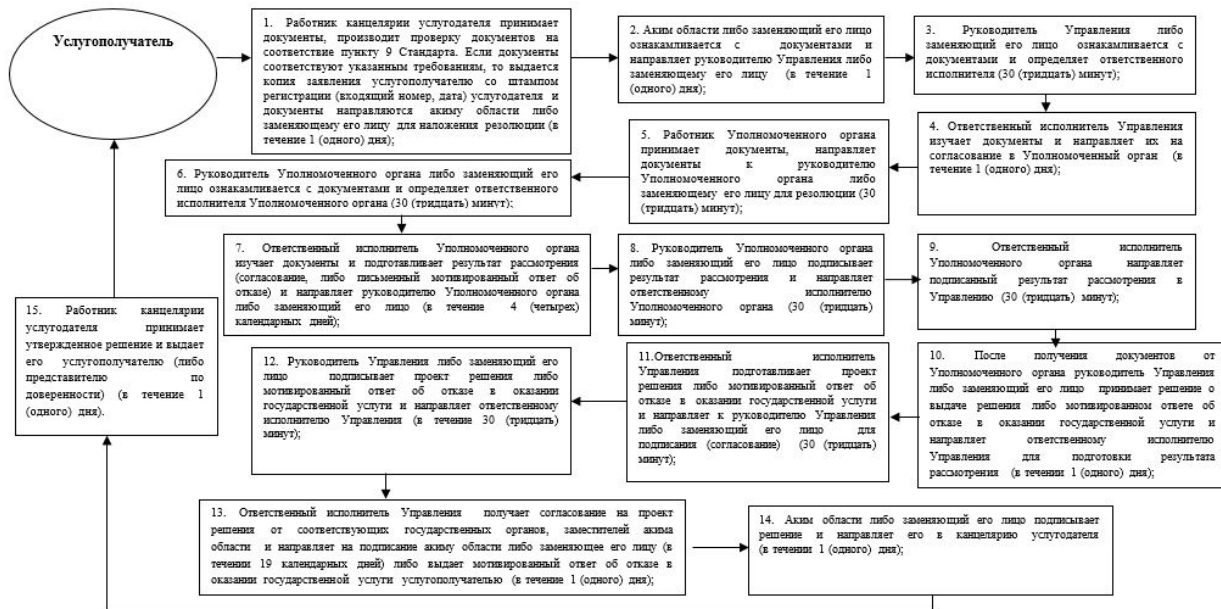 Услугополучатель
1. Работник канцелярии услугодателя принимает
документы, производит проверку документов на
соответствие пункту 9 Стандарта. Если документы
соответствуют указанным требованиям, то выдается
копия заявления услугополучателю со штампом
регистрации (входящий номер, дата) услугодателя и
документы направляются акиму области либо
заменяющему его лицу для наложения резолюции (в
течение 1 (одного) дня);
2. Аким области либо заменяющий его лицо
ознакамливается с документами и
направляет руководителю Управления либо
заменяющему его лицу (в течение 1
(одного) дня);
3. Руководитель Управления либо
заменяющий его лицо ознакамливается с
документами и определяет ответственного
исполнителя (30 (тридцать) минут);
4. Ответственный исполнитель Управления
изучает документы и направляет их на
согласование в Уполномоченный орган (в
течение 1 (одного) дня);
5. Работник Уполномоченного органа
принимает документы, направляет
документы к руководителю
Уполномоченного органа либо
заменяющему его лицу для резолюции (30
(тридцать) минут);
6. Руководитель Уполномоченного органа либо заменяющий его
лицо ознакамливается с документами и определяет ответственного
исполнителя Уполномоченного органа (30 (тридцать) минут);
7. Ответственный исполнитель Уполномоченного органа
изучает документы и подготавливает результат рассмотрения
(согласование, либо письменный мотивированный ответ об
отказе) и направляет руководителю Уполномоченного органа
либо заменяющий его лицо (в течение 4 (четырех)
календарных дней);
8. Руководитель Уполномоченного органа
либо заменяющий его лицо подписывает
результат рассмотрения и направляет
ответственному исполнителю
Уполномоченного органа (30 (тридцать)
минут);
9. Ответственный исполнитель
Уполномоченного органа направляет
подписанный результат рассмотрения в
Управлению (30 (тридцать) минут);
10. После получения документов от
Уполномоченного органа руководитель Управления
либо заменяющий его лицо принимает решение о
выдаче решения либо мотивированном ответе об
отказе в оказании государственной услуги и
направляет ответственному исполнителю
Управления для подготовки результата
рассмотрения (в течении 1 (одного) дня);
11.Ответственный исполнитель
Управления подготавливает проект
решения либо мотивированный ответ об
отказе в оказании государственной услуги
и направляет к руководителю Управления
либо заменяющий его лицо для
подписания (согласование) (30 (тридцать)
минут);
12. Руководитель Управления либо заменяющий его
лицо подписывает проект решения либо
мотивированный ответ об отказе в оказании
государственной услуги и направляет ответственному
исполнителю Управления (в течение 30 (тридцать)
минут);
13. Ответственный исполнитель Управления получает согласование на проект
решения от соответствующих государственных органов, заместителей акима
области и направляет на подписание акиму области либо заменяющее его лицу (в
течении 19 календарных дней) либо выдает мотивированный ответ об отказе в
оказании государственной услуги услугополучателью (в течение 1 (одного) дня);
14. Аким области либо заменяющий его лицо подписывает
решение и направляет его в канцелярию услугодателя
(в течении 1 (одного) дня);
15. Работник канцелярии
услугодателя принимает
утвержденное решение и выдает
его услугополучателю (либо
представителю по
доверенности) (в течение 1
(одного) дня).